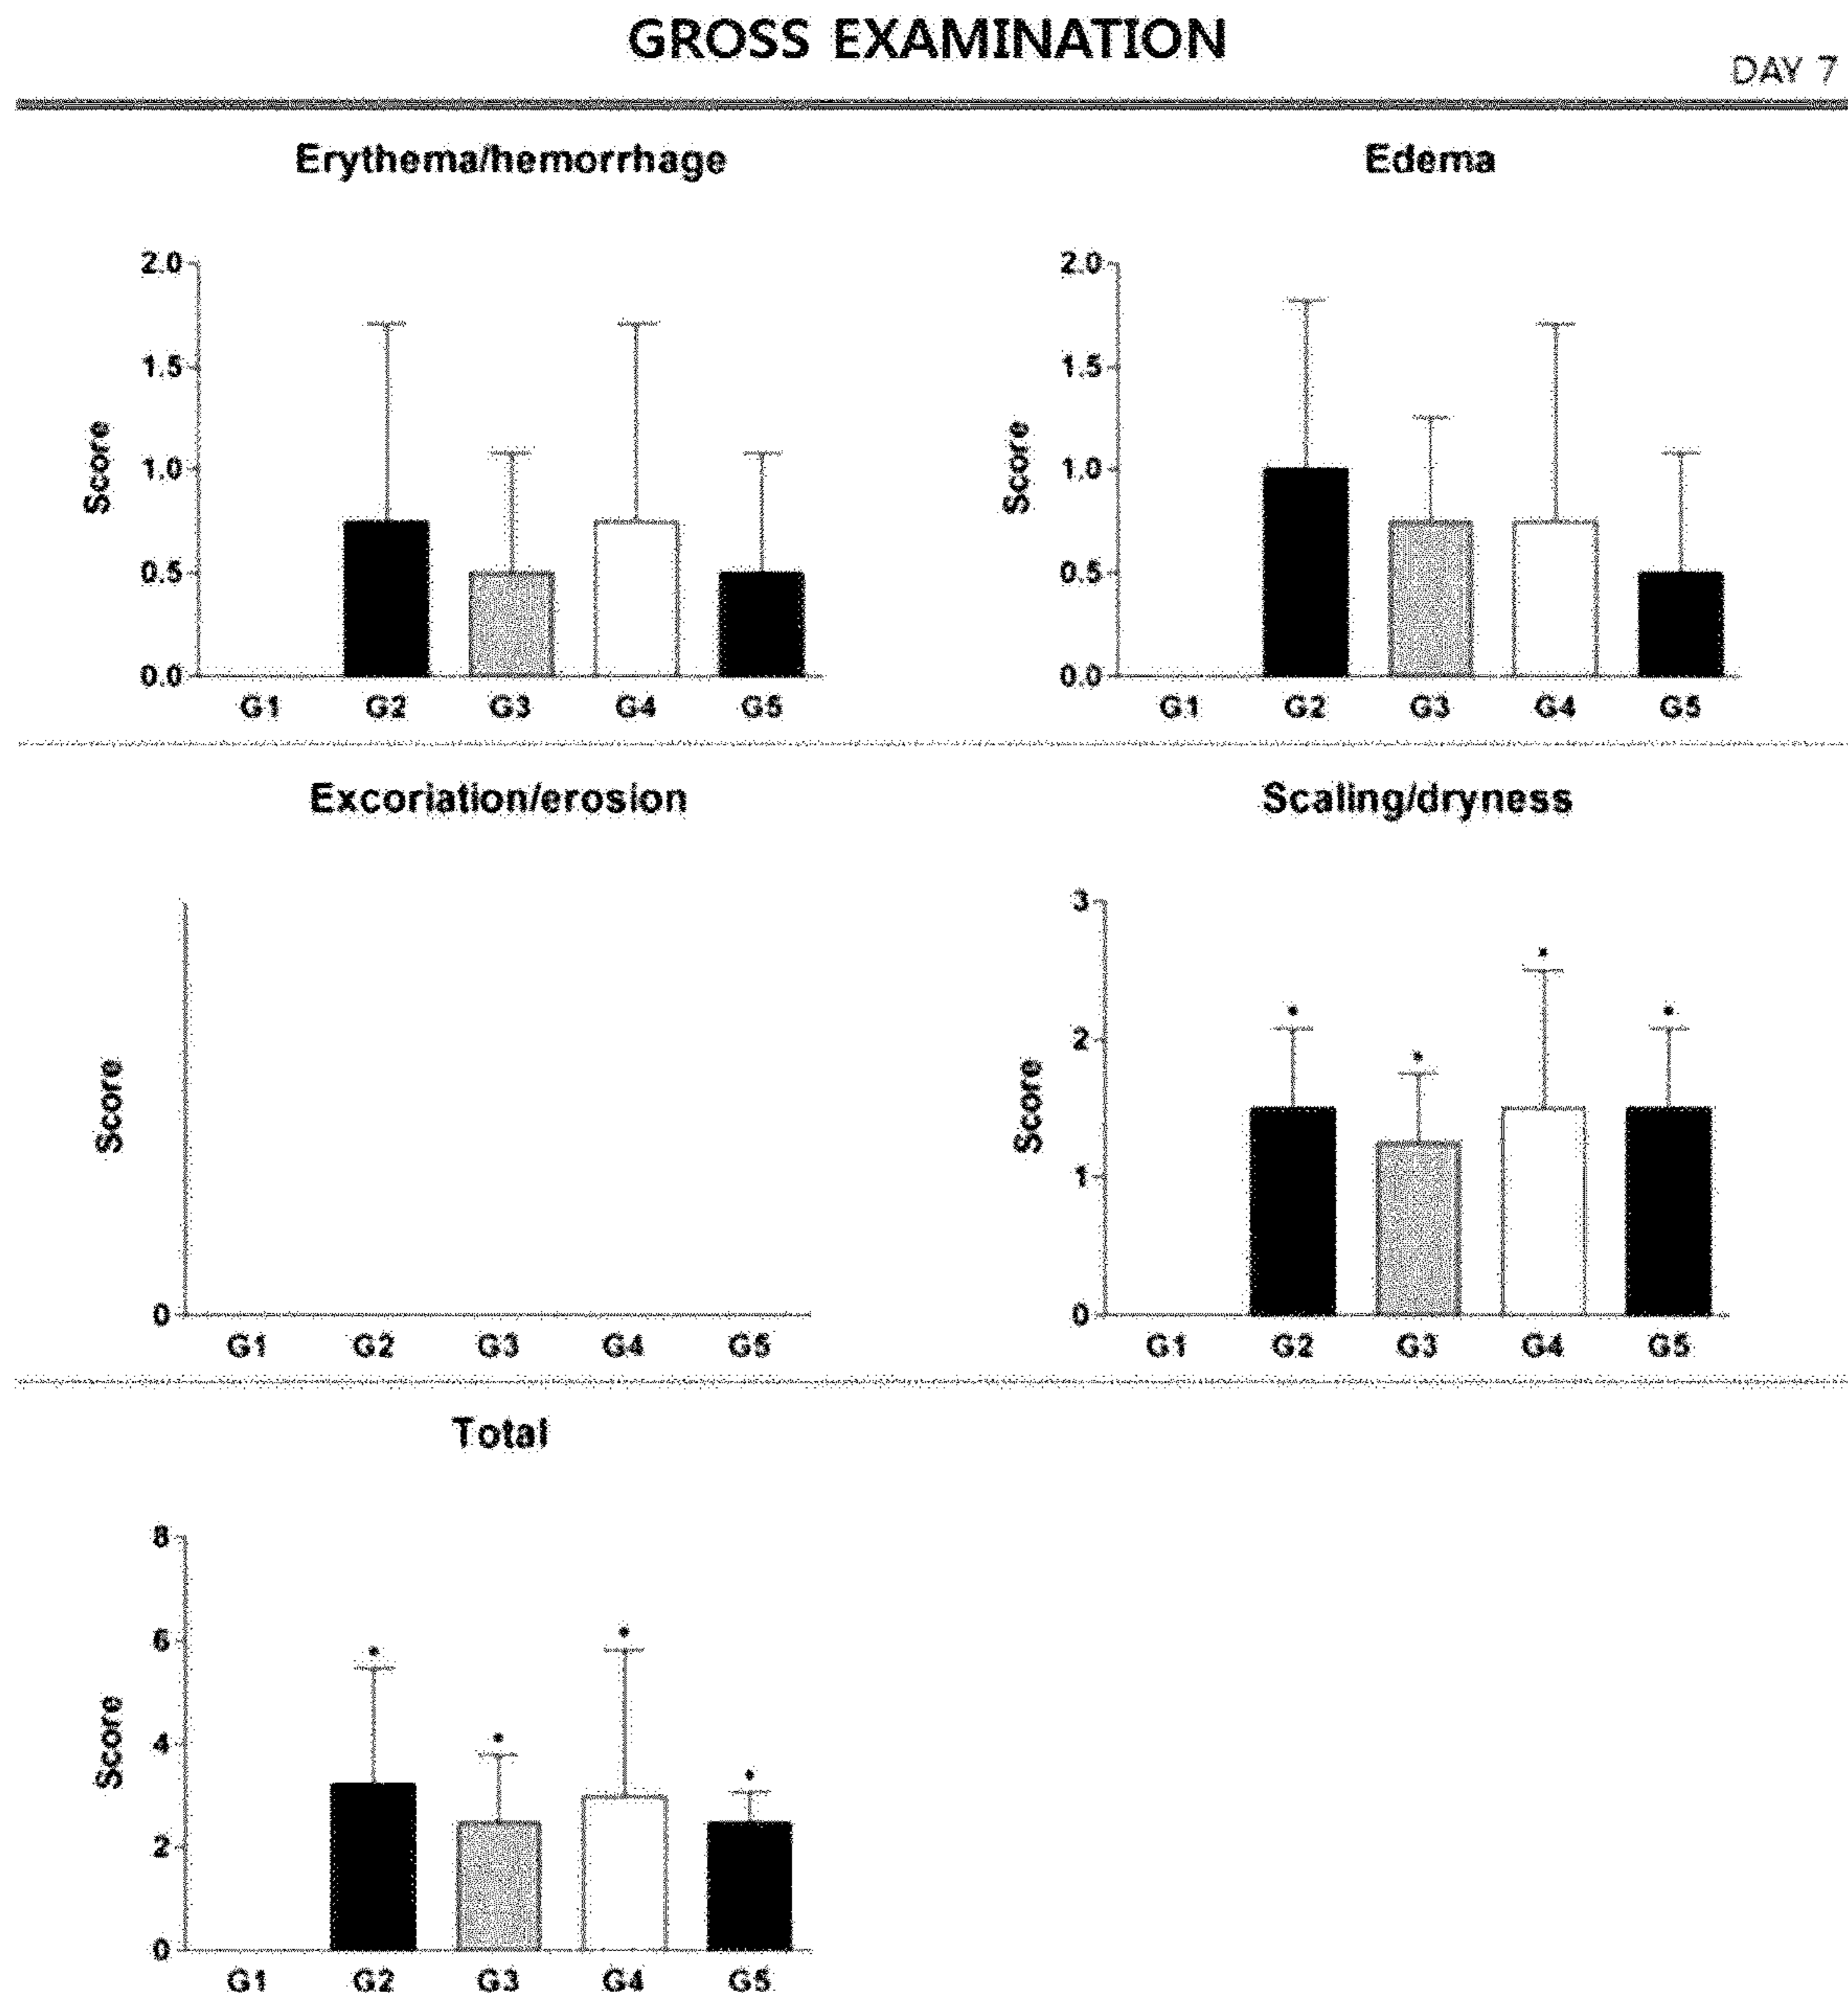 GROSS EXAMINATION
DAY 7
Erythema/hemorrhage
Score
2.0
1.5
1.0
0.5
0.0
G1 G2 G3 G4 G5
Edema
Score
2.0
1.5
1.0
0.5
0.0
G1 G2 G3 G4 G5
Excoriation/erosion
Score
0
G1 G2 G3 G4 G5
Scaling/dryness
Score
3
2
1
0
G1 G2 G3 G4 G5
* * * *
Total
Score
8
6
4
2
0
G1 G2 G3 G4 G5
* * * *